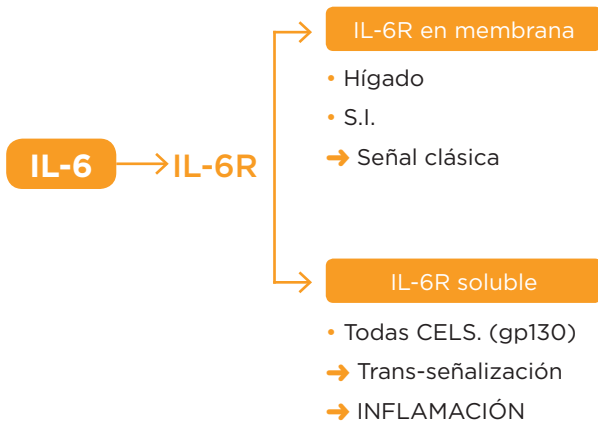 IL-6
IL-6R
IL-6R en membrana
• Hígado
• S.I.
➜ Señal clásica
IL-6R soluble
• Todas CELS. (gp130)
➜ Trans-señalización
➜ INFLAMACIÓN